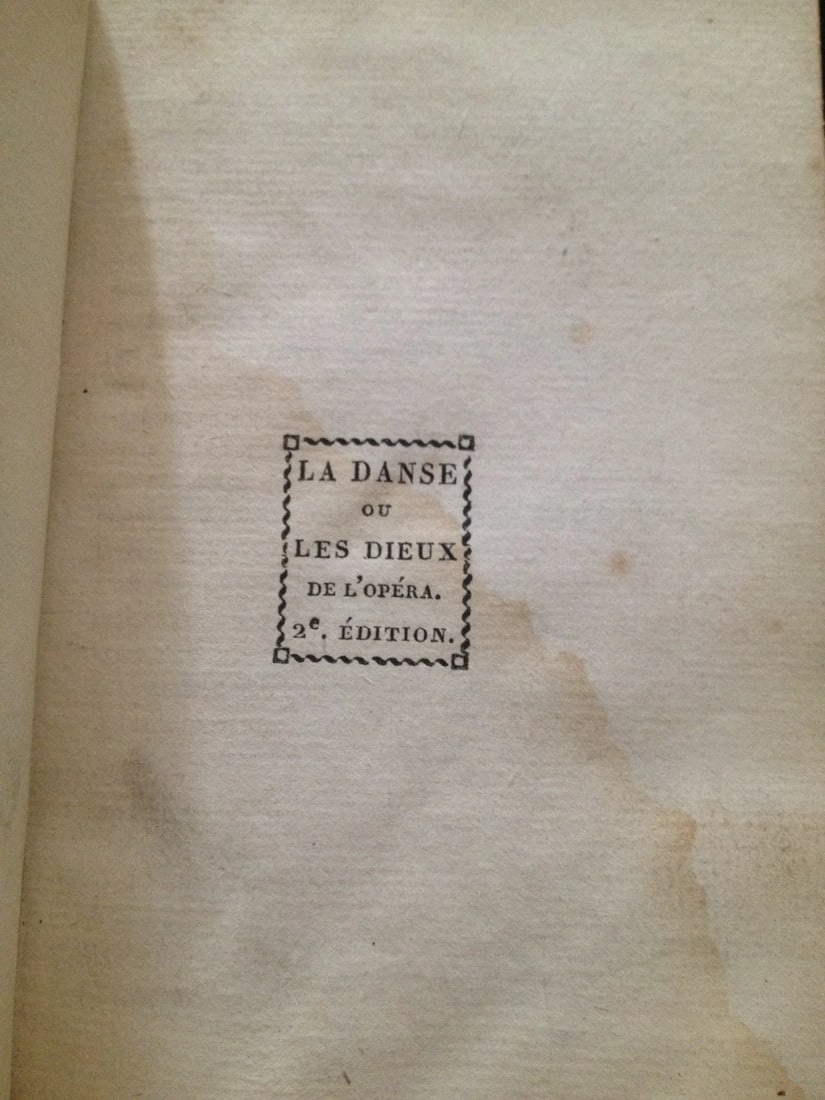 LA DANSE
OU
LES DIEUX
DE L'OPÉRA.
2e. ÉDITION.